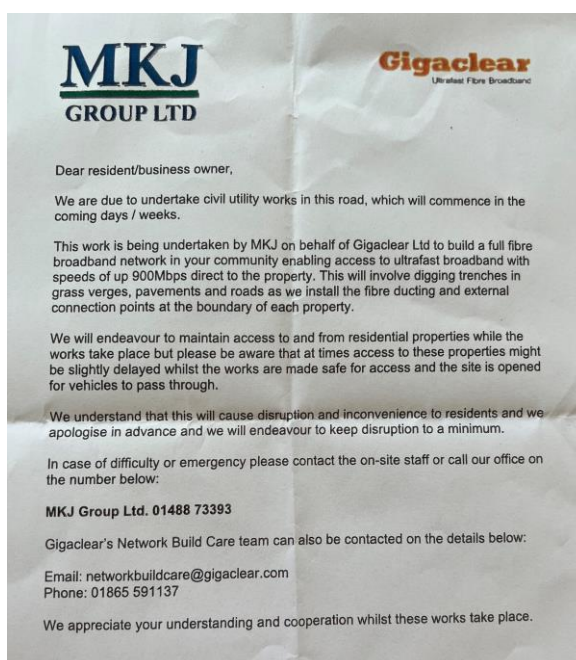 MKJ
GROUP LTD
Gigaclear
Ultrafast Fibre Broadband
Dear resident/business owner,
We are due to undertake civil utility works in this road, which will commence in the
coming days / weeks.
This work is being undertaken by MKJ on behalf of Gigaclear Ltd to build a full fibre
broadband network in your community enabling access to ultrafast broadband with
speeds of up 900Mbps direct to the property. This will involve digging trenches in
grass verges, pavements and roads as we install the fibre ducting and external
connection points at the boundary of each property.
We will endeavour to maintain access to and from residential properties while the
works take place but please be aware that at times access to these properties might
be slightly delayed whilst the works are made safe for access and the site is opened
for vehicles to pass through.
We understand that this will cause disruption and inconvenience to residents and we
apologise in advance and we will endeavour to keep disruption to a minimum.
In case of difficulty or emergency please contact the on-site staff or call our office on
the number below:
MKJ Group Ltd. 01488 73393
Gigaclear's Network Build Care team can also be contacted on the details below:
Email: networkbuildcare@gigaclear.com
Phone: 01865 591137
We appreciate your understanding and cooperation whilst these works take place.